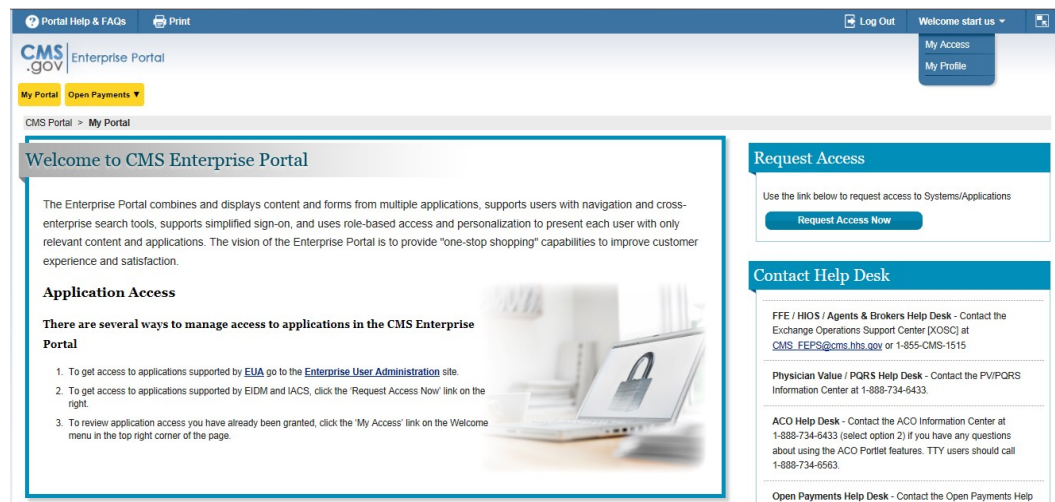 Portal Help & FAQs
Print
Log Out
Welcome start us
My Access
My Profile
CMS
.gov
Enterprise Portal
My Portal
Open Payments ▼
CMS Portal > My Portal
Welcome to CMS Enterprise Portal
The Enterprise Portal combines and displays content and forms from multiple applications, supports users with navigation and cross-
enterprise search tools, supports simplified sign-on, and uses role-based access and personalization to present each user with only
relevant content and applications. The vision of the Enterprise Portal is to provide "one-stop shopping" capabilities to improve customer
experience and satisfaction.
Application Access
There are several ways to manage access to applications in the CMS Enterprise
Portal
1. To get access to applications supported by EUA go to the Enterprise User Administration site.
2. To get access to applications supported by EIDM and IACS, click the 'Request Access Now' link on the
right.
3. To review application access you have already been granted, click the 'My Access' link on the Welcome
menu in the top right corner of the page.
Request Access
Use the link below to request access to Systems/Applications
Request Access Now
Contact Help Desk
FFE / HIOS / Agents & Brokers Help Desk - Contact the
Exchange Operations Support Center [XOSC] at
CMS_FEPS@cms.hhs.gov or 1-855-CMS-1515
Physician Value / PQRS Help Desk - Contact the PV/PQRS
Information Center at 1-888-734-
6433.
ACO Help Desk - Contact the ACO Information Center at
1-888-734-6433 (select option 2) if you have any questions
about using the ACO Portlet features. TTY users should call
1-888-734-6563.
Open Payments Help Desk - Contact the Open Payments Help